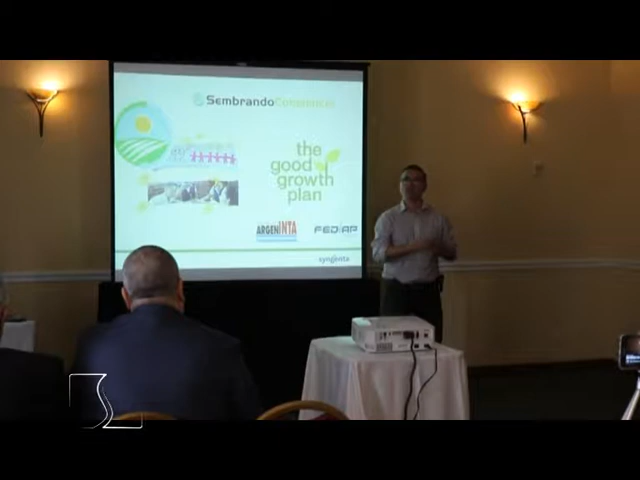 SembrandoConciencia
the
good
growth
plan
ARGENINTA
FEDIAP
syngenta